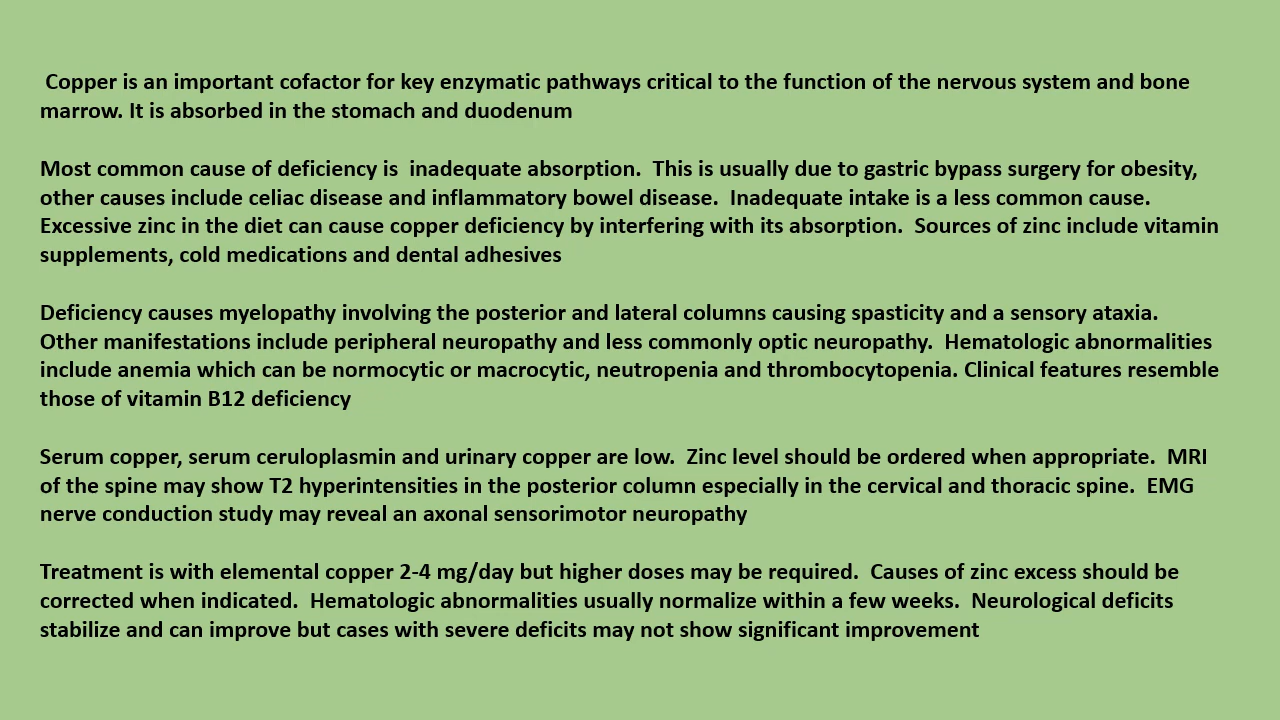 Copper is an important cofactor for key enzymatic pathways critical to the function of the nervous system and bone
marrow. It is absorbed in the stomach and duodenum
Most common cause of deficiency is  inadequate absorption.  This is usually due to gastric bypass surgery for obesity,
other causes include celiac disease and inflammatory bowel disease.  Inadequate intake is a less common cause.
Excessive zinc in the diet can cause copper deficiency by interfering with its absorption.  Sources of zinc include vitamin
supplements, cold medications and dental adhesives
Deficiency causes myelopathy involving the posterior and lateral columns causing spasticity and a sensory ataxia.
Other manifestations include peripheral neuropathy and less commonly optic neuropathy.  Hematologic abnormalities
include anemia which can be normocytic or macrocytic, neutropenia and thrombocytopenia. Clinical features resemble
those of vitamin B12 deficiency
Serum copper, serum ceruloplasmin and urinary copper are low.  Zinc level should be ordered when appropriate.  MRI
of the spine may show T2 hyperintensities in the posterior column especially in the cervical and thoracic spine.  EMG
nerve conduction study may reveal an axonal sensorimotor neuropathy
Treatment is with elemental copper 2-4 mg/day but higher doses may be required.  Causes of zinc excess should be
corrected when indicated.  Hematologic abnormalities usually normalize within a few weeks.  Neurological deficits
stabilize and can improve but cases with severe deficits may not show significant improvement